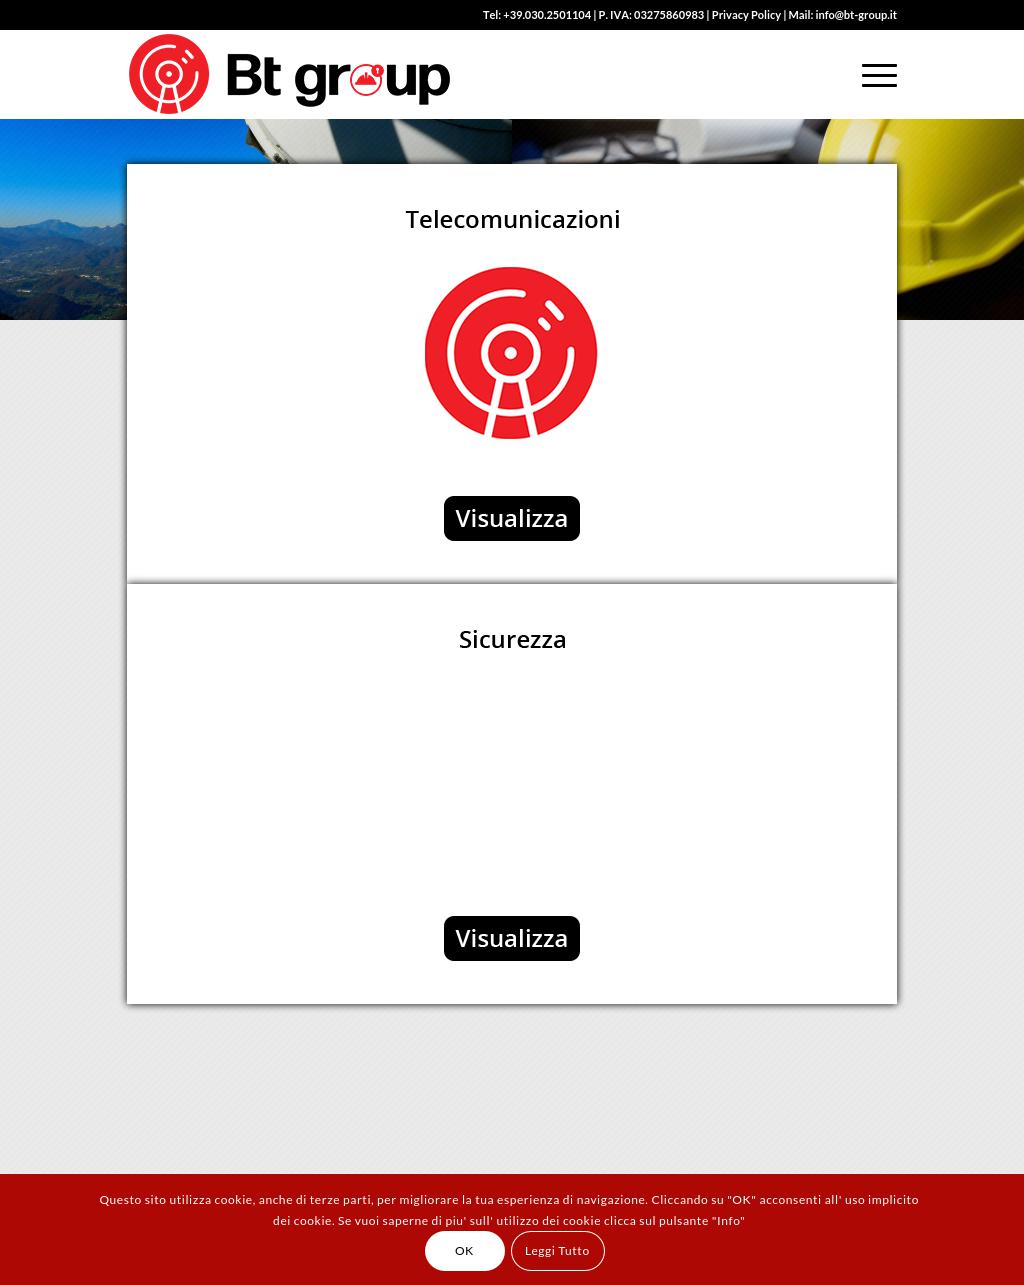 Tel: +39.030.2501104 | P. IVA: 03275860983 | Privacy Policy | Mail: info@bt-group.it
Bt group
Telecomunicazioni
Visualizza
Sicurezza
Visualizza
Questo sito utilizza cookie, anche di terze parti, per migliorare la tua esperienza di navigazione. Cliccando su "OK" acconsenti all' uso implicito
dei cookie. Se vuoi saperne di piu' sull' utilizzo dei cookie clicca sul pulsante "Info"
OK Leggi Tutto